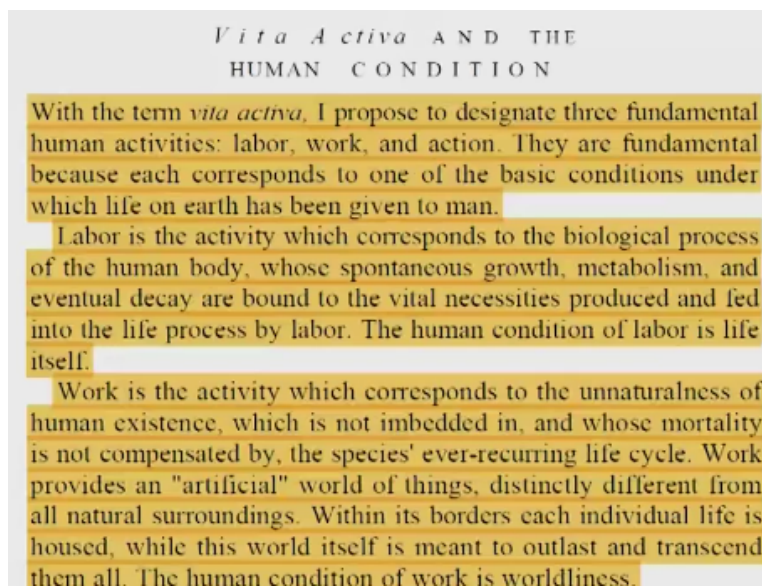 Vita Activa AND THE
HUMAN CONDITION
With the term vita activa, I propose to designate three fundamental
human activities: labor, work, and action. They are fundamental
because each corresponds to one of the basic conditions under
which life on earth has been given to man.
Labor is the activity which corresponds to the biological process
of the human body, whose spontaneous growth, metabolism, and
eventual decay are bound to the vital necessities produced and fed
into the life process by labor. The human condition of labor is life
itself.
Work is the activity which corresponds to the unnaturalness of
human existence, which is not imbedded in, and whose mortality
is not compensated by, the species' ever-recurring life cycle. Work
provides an "artificial" world of things, distinctly different from
all natural surroundings. Within its borders each individual life is
housed, while this world itself is meant to outlast and transcend
them all. The human condition of work is worldliness.